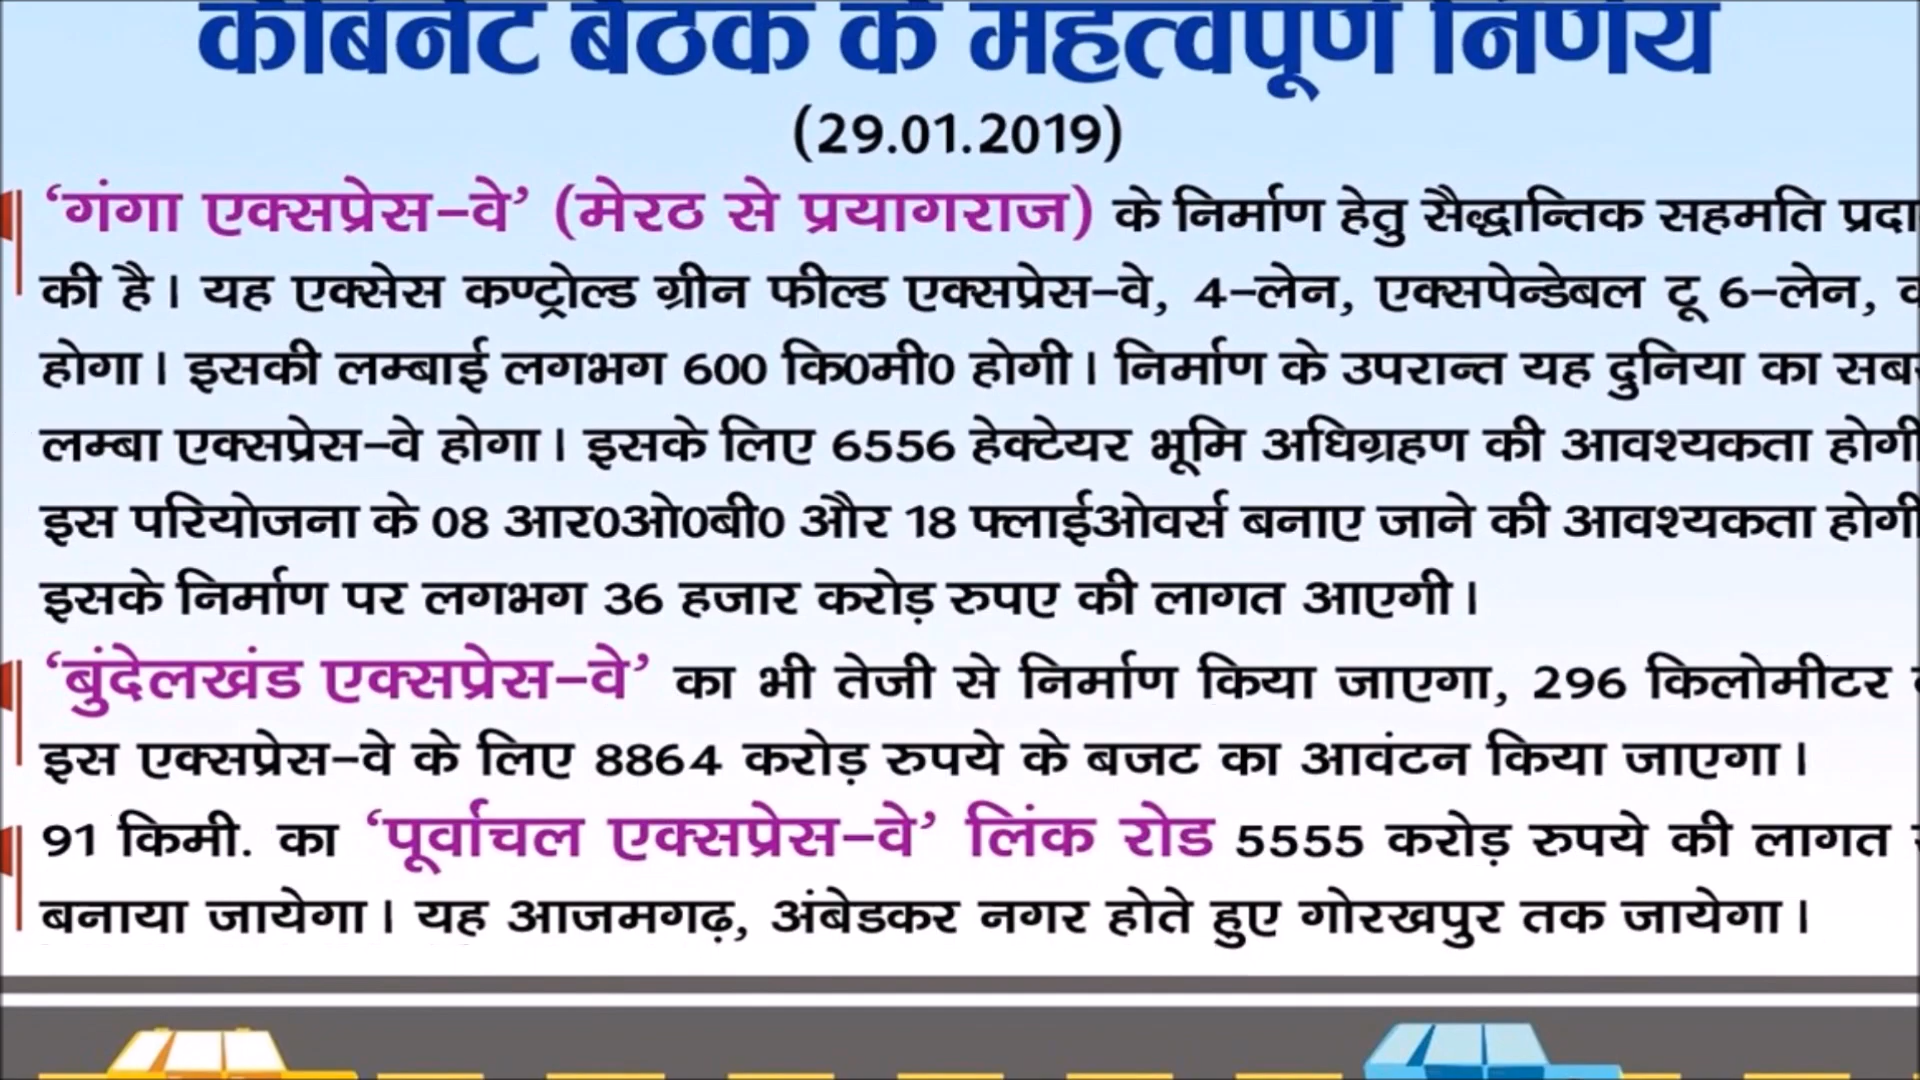 कैबिनेट बैठक के महत्वपूर्ण निर्णय
(29.01.2019)
‘गंगा एक्सप्रेस–वे’ (मेरठ से प्रयागराज) के निर्माण हेतु सैद्धान्तिक सहमति
की है। यह एक्सेस कण्ट्रोल्ड ग्रीन फील्ड एक्सप्रेस–वे, 4–लेन, एक्सपेन्डेबल टू 6–लेन,
होगा। इसकी लम्बाई लगभग 600 कि0मी0 होगी। निर्माण के उपरान्त यह दुनिया का
लम्बा एक्सप्रेस–वे होगा। इसके लिए 6556 हेक्टेयर भूमि अधिग्रहण की आवश्यकता होगी
इस परियोजना के 08 आर0ओ0बी0 और 18 फ्लाईओवर्स बनाए जाने की आवश्यकता होगी
इसके निर्माण पर लगभग 36 हजार करोड़ रुपए की लागत आएगी।
‘बुंदेलखंड एक्सप्रेस–वे’ का भी तेजी से निर्माण किया जाएगा, 296 किलोमीटर
इस एक्सप्रेस–वे के लिए 8864 करोड़ रुपये के बजट का आवंटन किया जाएगा।
91 किमी. का ‘पूर्वांचल एक्सप्रेस–वे’ लिंक रोड 5555 करोड़ रुपये की लागत
बनाया जायेगा। यह आजमगढ़, अंबेडकर नगर होते हुए गोरखपुर तक जायेगा।